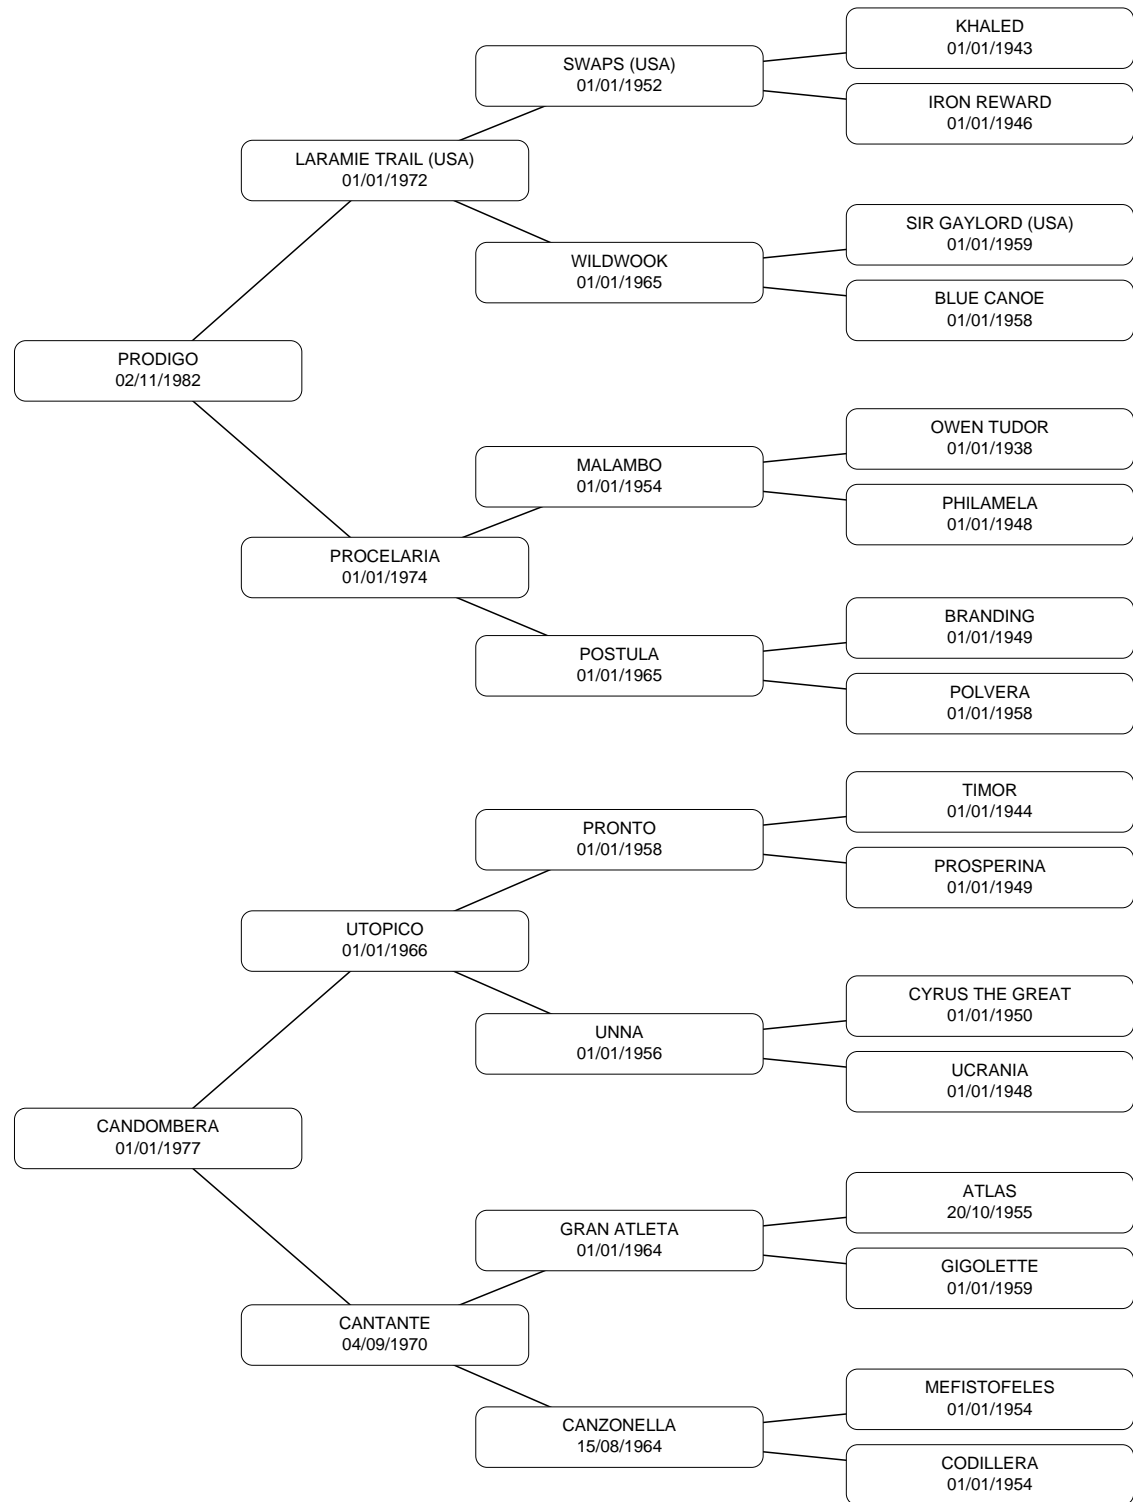 KHALED
01/01/1943
SWAPS (USA)
01/01/1952
IRON REWARD
01/01/1946
LARAMIE TRAIL (USA)
01/01/1972
SIR GAYLORD (USA)
01/01/1959
WILDWOOK
01/01/1965
BLUE CANOE
01/01/1958
PRODIGO
02/11/1982
OWEN TUDOR
01/01/1938
MALAMBO
01/01/1954
PHILAMELA
01/01/1948
PROCELARIA
01/01/1974
BRANDING
01/01/1949
POSTULA
01/01/1965
POLVERA
01/01/1958
TIMOR
01/01/1944
PRONTO
01/01/1958
PROSPERINA
01/01/1949
UTOPICO
01/01/1966
CYRUS THE GREAT
01/01/1950
UNNA
01/01/1956
UCRANIA
01/01/1948
CANDOMBERA
01/01/1977
ATLAS
20/10/1955
GRAN ATLETA
01/01/1964
GIGOLETTE
01/01/1959
CANTANTE
04/09/1970
MEFISTOFELES
01/01/1954
CANZONELLA
15/08/1964
CODILLERA
01/01/1954